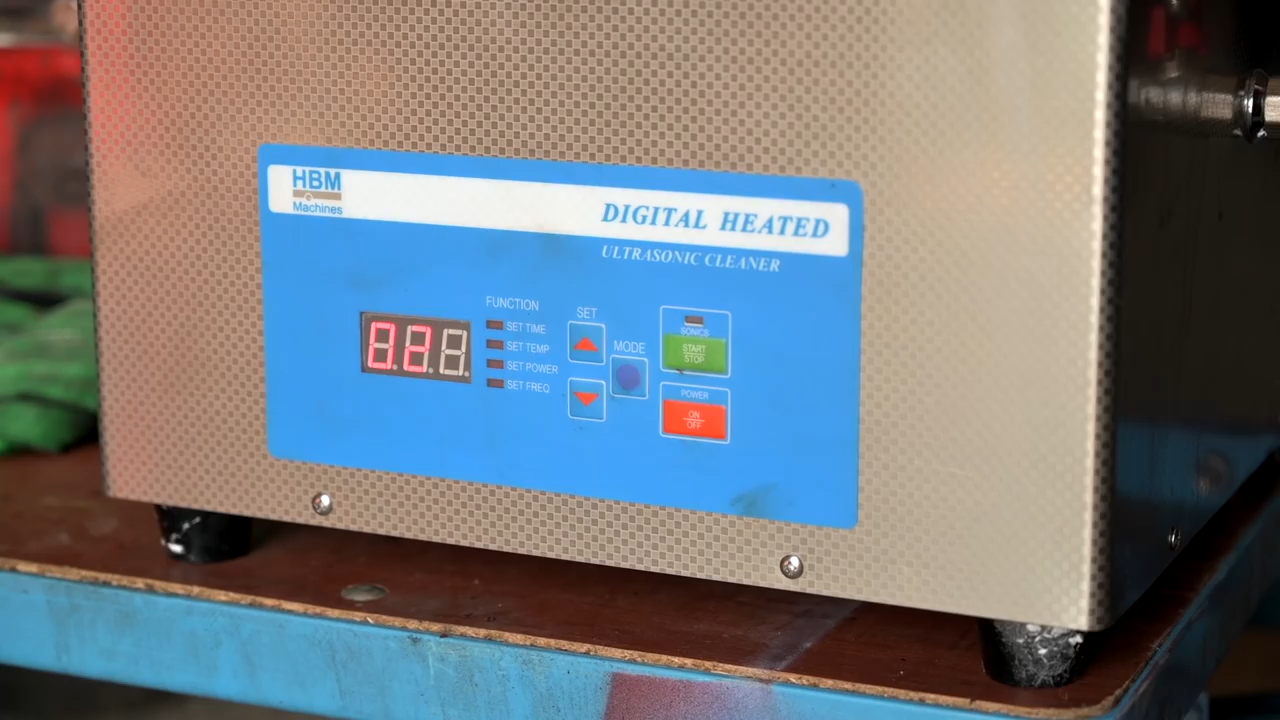 HBM
Machines
DIGITAL HEATED
ULTRASONIC CLEANER
FUNCTION
SET TIME
SET TEMP
SET POWER
SET FREQ
SET
MODE
SONICS
START
STOP
POWER
ON
OFF